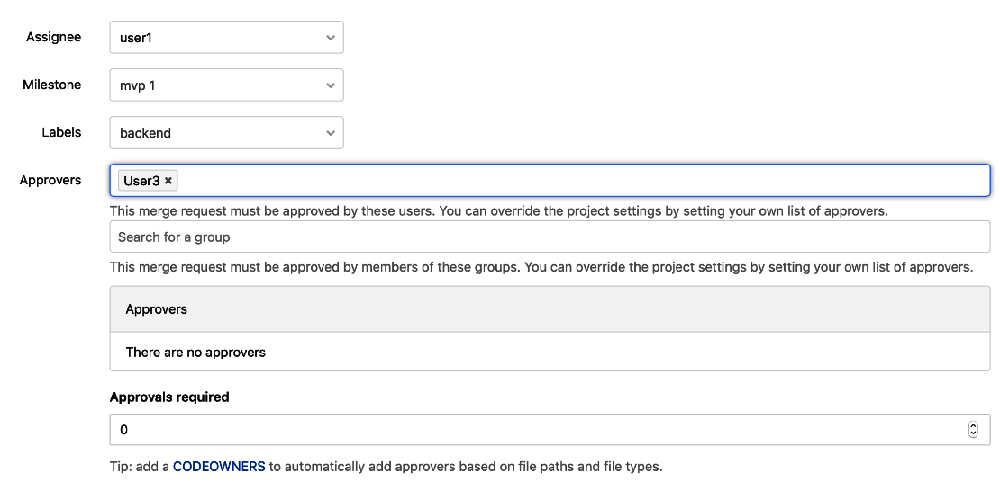 Assignee
user1
Milestone
mvp 1
Labels
backend
Approvers
User3 ×
This merge request must be approved by these users. You can override the project settings by setting your own list of approvers.
Search for a group
This merge request must be approved by members of these groups. You can override the project settings by setting your own list of approvers.
Approvers
There are no approvers
Approvals required
0
Tip: add a CODEOWNERS to automatically add approvers based on file paths and file types.